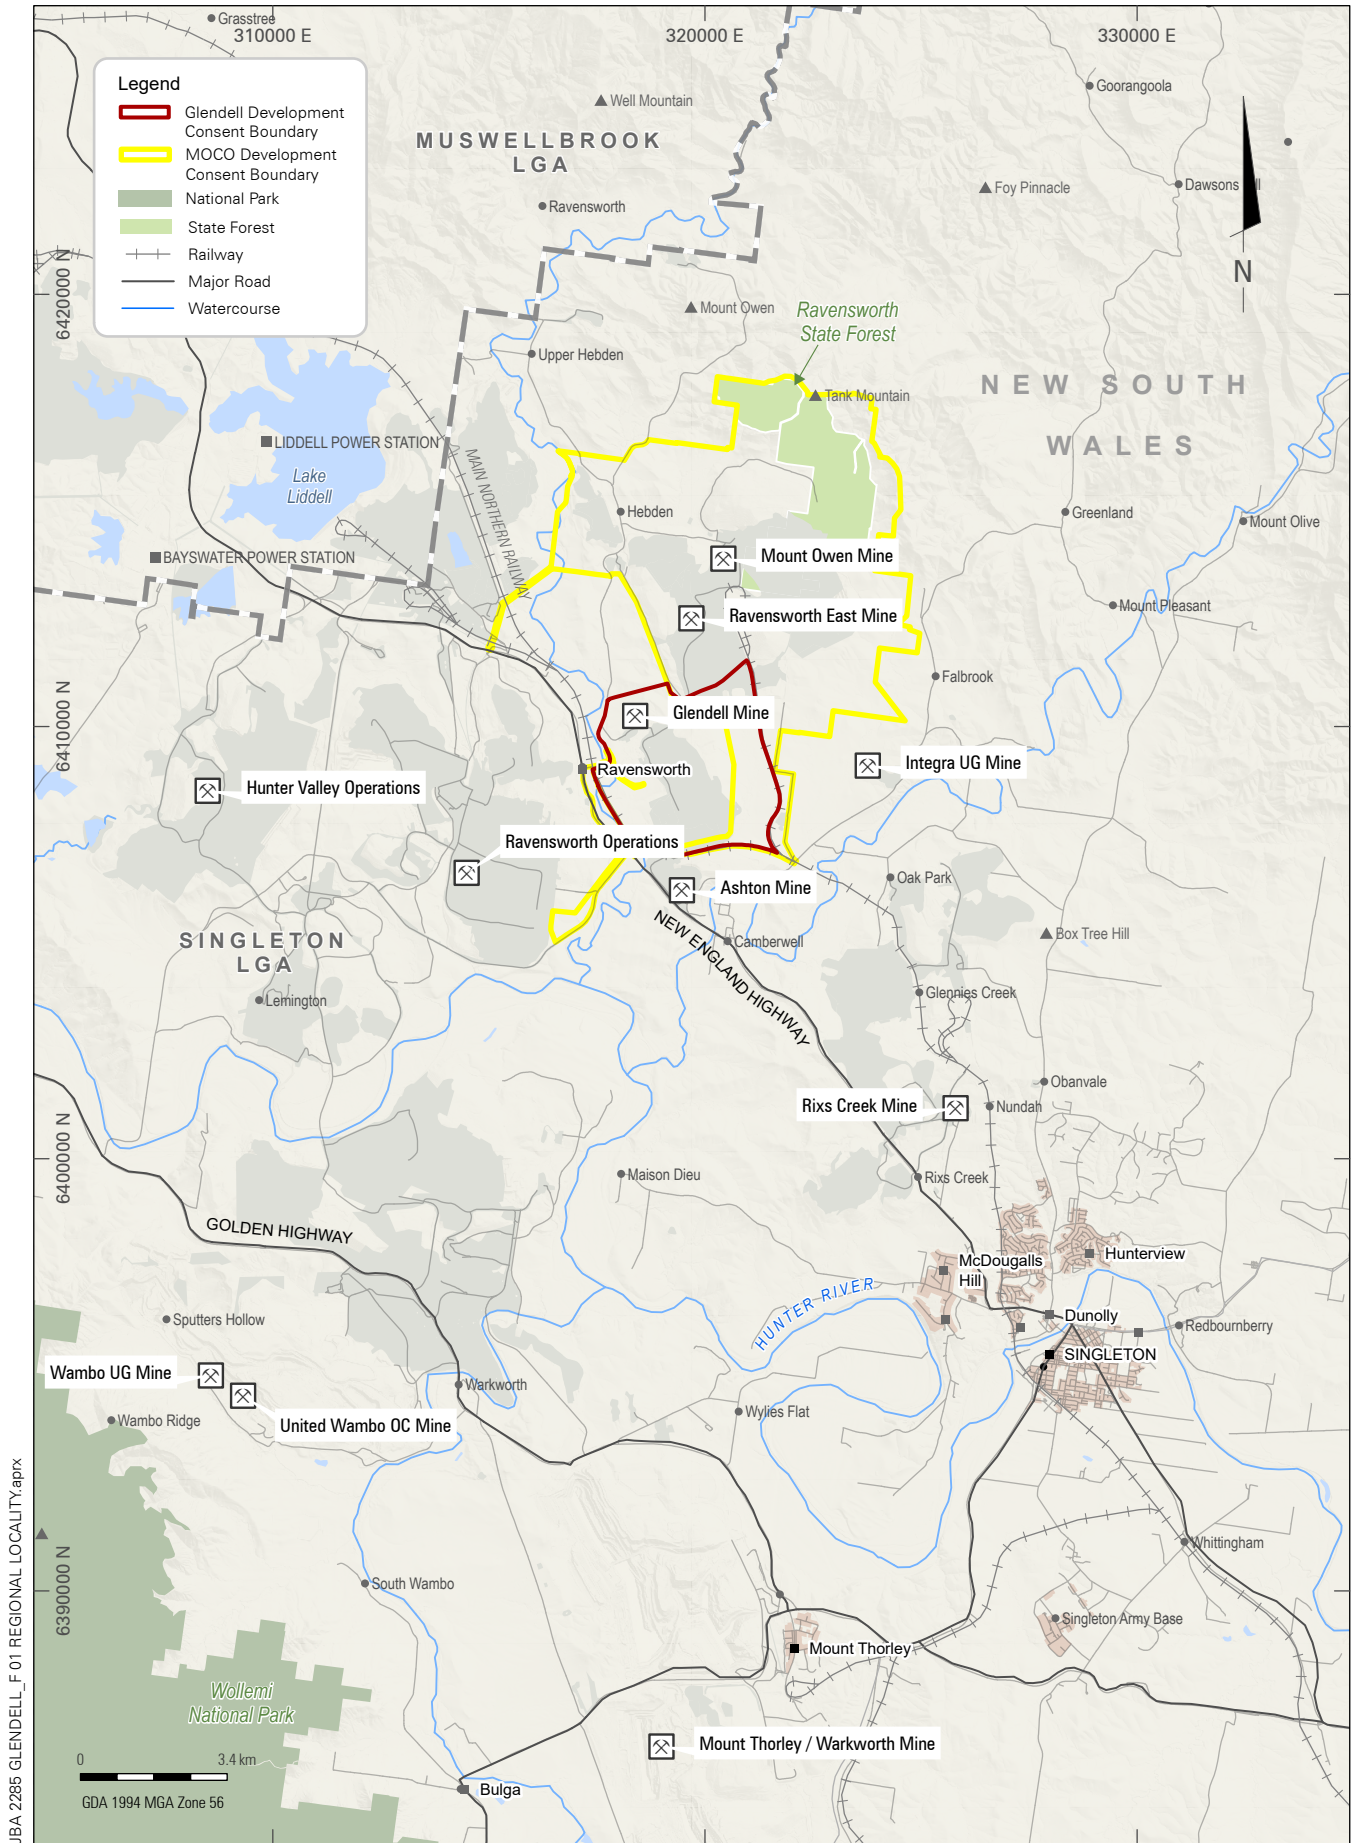 Grasstree
310000 E
320000 E
330000 E
Legend
Glendell Development
Consent Boundary
MOCO Development
Consent Boundary
National Park
State Forest
Railway
Major Road
Watercourse
Well Mountain
MUSWELLBROOK
LGA
Ravensworth
Goorangoola
Foy Pinnacle
N
6420000 N
Mount Owen
Ravensworth
State Forest
Upper Hebden
Tank Mountain
NEW SOUTH
WALES
LIDDELL POWER STATION
Lake
Liddell
MAIN NORTHERN RAILWAY
Hebden
Greenland
Mount Olive
BAYSWATER POWER STATION
Mount Owen Mine
Mount Pleasant
Ravensworth East Mine
Falbrook
6410000 N
Glendell Mine
Integra UG Mine
Ravensworth
Hunter Valley Operations
Ravensworth Operations
Ashton Mine
Oak Park
NEW ENGLAND HIGHWAY
Camberwell
Box Tree Hill
SINGLETON
LGA
Lemington
Glennies Creek
Obanvale
Rixs Creek Mine
Nundah
6400000 N
Maison Dieu
Rixs Creek
GOLDEN HIGHWAY
McDougalls
Hill
Hunterview
HUNTER RIVER
Sputters Hollow
Dunolly
Redbournberry
SINGLETON
Wambo UG Mine
Warkworth
Wambo Ridge
United Wambo OC Mine
Wylies Flat
Whittingham
6390000 N
South Wambo
Singleton Army Base
Mount Thorley
Wollemi
National Park
Mount Thorley / Warkworth Mine
0
3.4 km
GDA 1994 MGA Zone 56
Bulga
2285 GLENDELL_F 01 REGIONAL LOCALITY.aprx